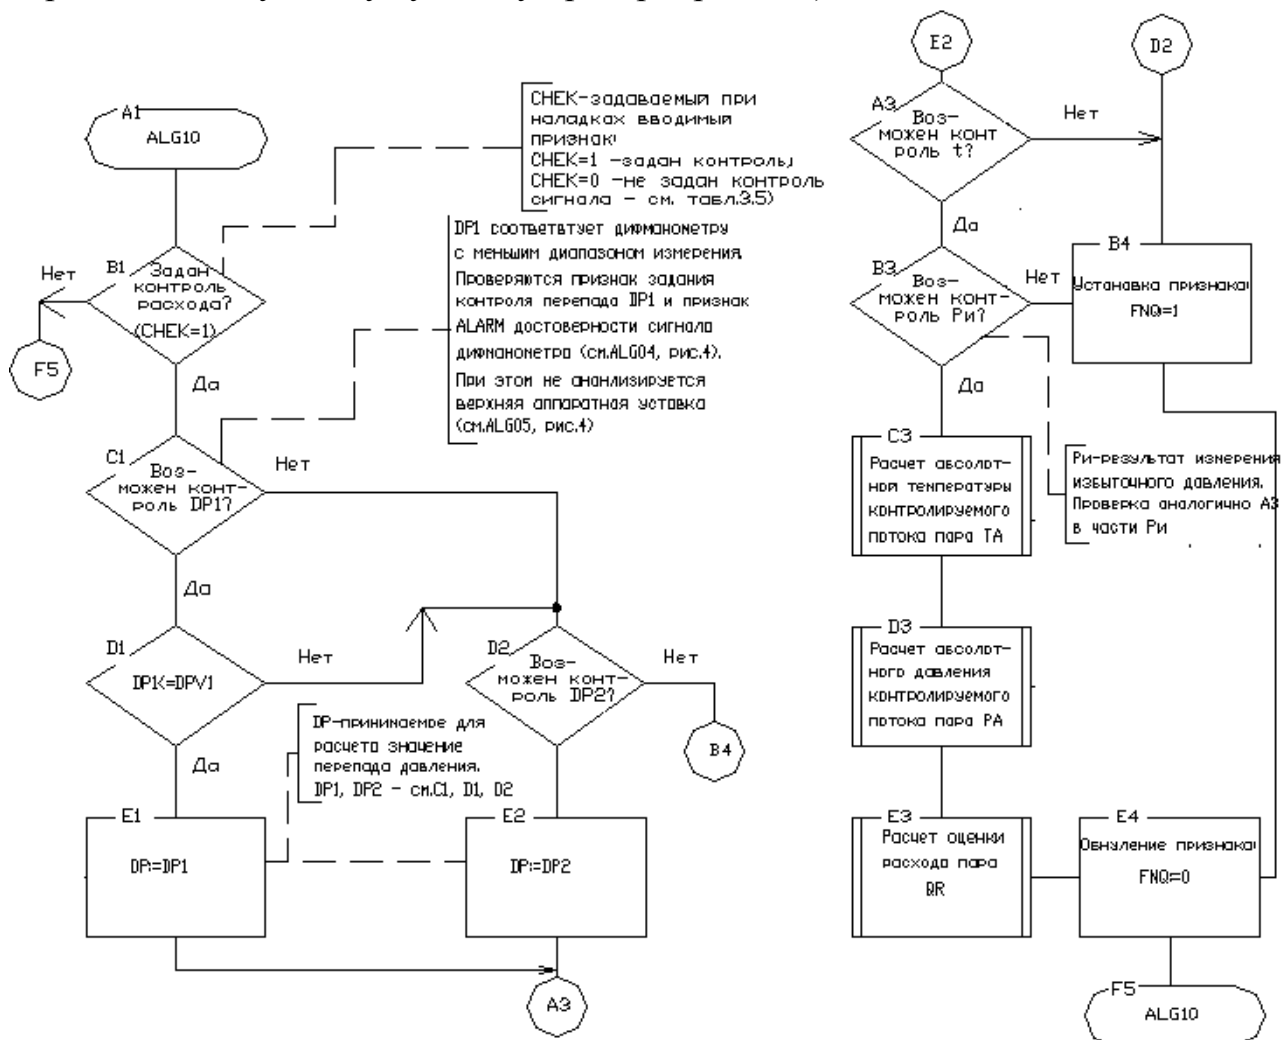 A1
ALG10
CHEK-задаваемый при
наладках вводимый
признак:
CHEK=1 -задан контроль;
CHEK=0 -не задан контроль
сигнала - см. табл.3.5)
B1
Задан
контроль
расхода?
(CHEK=1)
Нет
F5
Да
DP1 соответвтует дифманометру
с меньшим диапазоном измерения.
Проверяются признак задания
контроля перепада DP1 и признак
ALARM достоверности сигнала
дифманометра (см.ALG04, рис.4).
При этом не ананлизируется
верхняя аппаратная уставка
(см.ALG05, рис.4)
C1
Воз-
можен конт-
роль DP1?
Нет
Да
D1
DP1<=DPV1
Нет
Да
D2
Воз-
можен конт-
роль DP2?
Нет
B4
DP-принимаемое для
расчета значение
перепада давления.
DP1, DP2 - см.C1, D1, D2
E1
DP:=DP1
E2
DP:=DP2
A3
E2
D2
A3
Воз-
можен конт
роль t?
Нет
Да
B3
Воз-
можен конт-
роль Ри?
Нет
Да
B4
Установка признака:
FNQ=1
Ри-результат измерения
избыточного давления.
Проверка аналогично А3
в части Ри
C3
Расчет абсолют-
ной температуры
контролируемого
потока пара ТА
D3
Расчет абсолют-
ного давления
контролируемого
потока пара РА
E3
Расчет оценки
расхода пара
QR
E4
Обнуление признака:
FNQ:=0
F5
ALG10